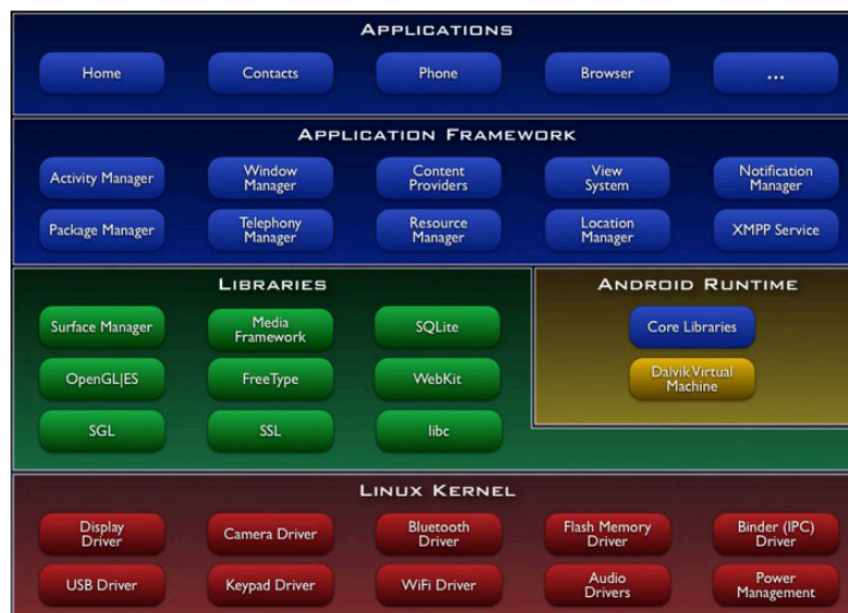 APPLICATIONS
Home
Contacts
Phone
Browser
...
APPLICATION FRAMEWORK
Activity Manager
Window
Manager
Content
Providers
View
System
Notification
Manager
Package Manager
Telephony
Manager
Resource
Manager
Location
Manager
XMPP Service
LIBRARIES
Surface Manager
Media
Framework
SQLite
OpenGL|ES
FreeType
WebKit
SGL
SSL
libc
ANDROID RUNTIME
Core Libraries
Dalvik Virtual
Machine
LINUX KERNEL
Display
Driver
Camera Driver
Bluetooth
Driver
Flash Memory
Driver
Binder (IPC)
Driver
USB Driver
Keypad Driver
WiFi Driver
Audio
Drivers
Power
Management